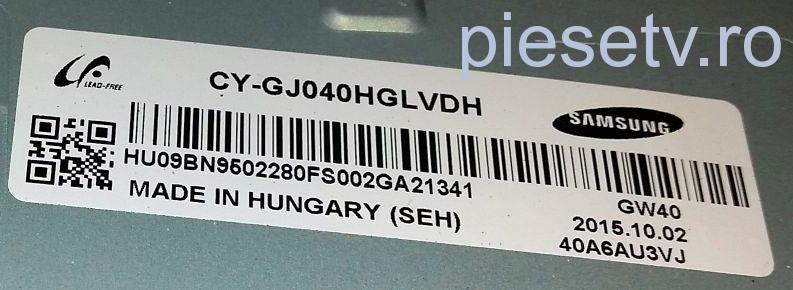 piesetv.ro
LEAD-FREE
CY-GJ040HGLVDH
SAMSUNG
HU09BN9502280FS002GA21341
MADE IN HUNGARY (SEH)
GW40
2015.10.02
40A6AU3VJ